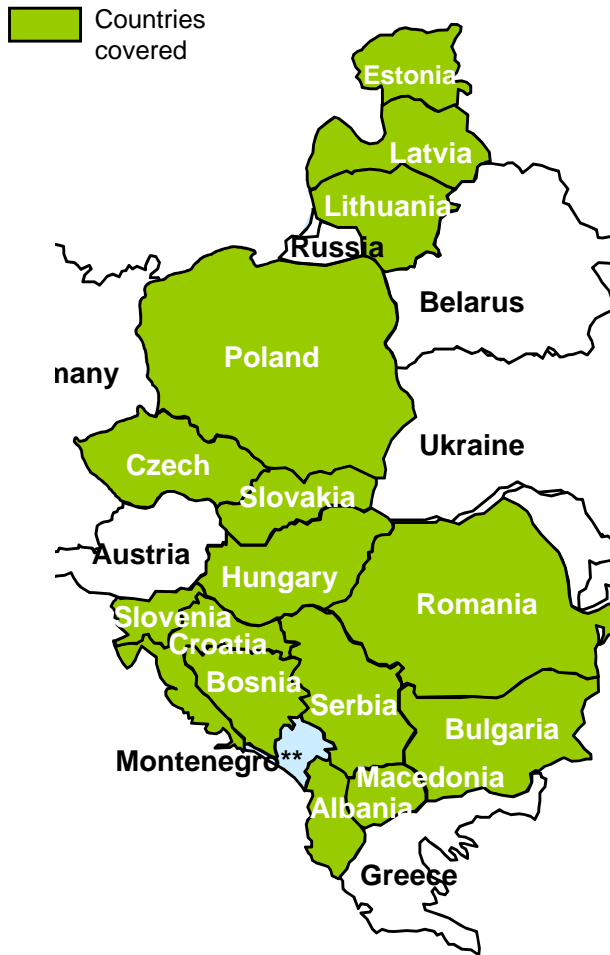 Countries
covered
Estonia
Latvia
Lithuania
Russia
Belarus
Poland
many
Ukraine
Czech
Slovakia
Austria
Hungary
Romania
Slovenia
Croatia
Bosnia
Serbia
Bulgaria
Montenegro**
Macedonia
Albania
Greece